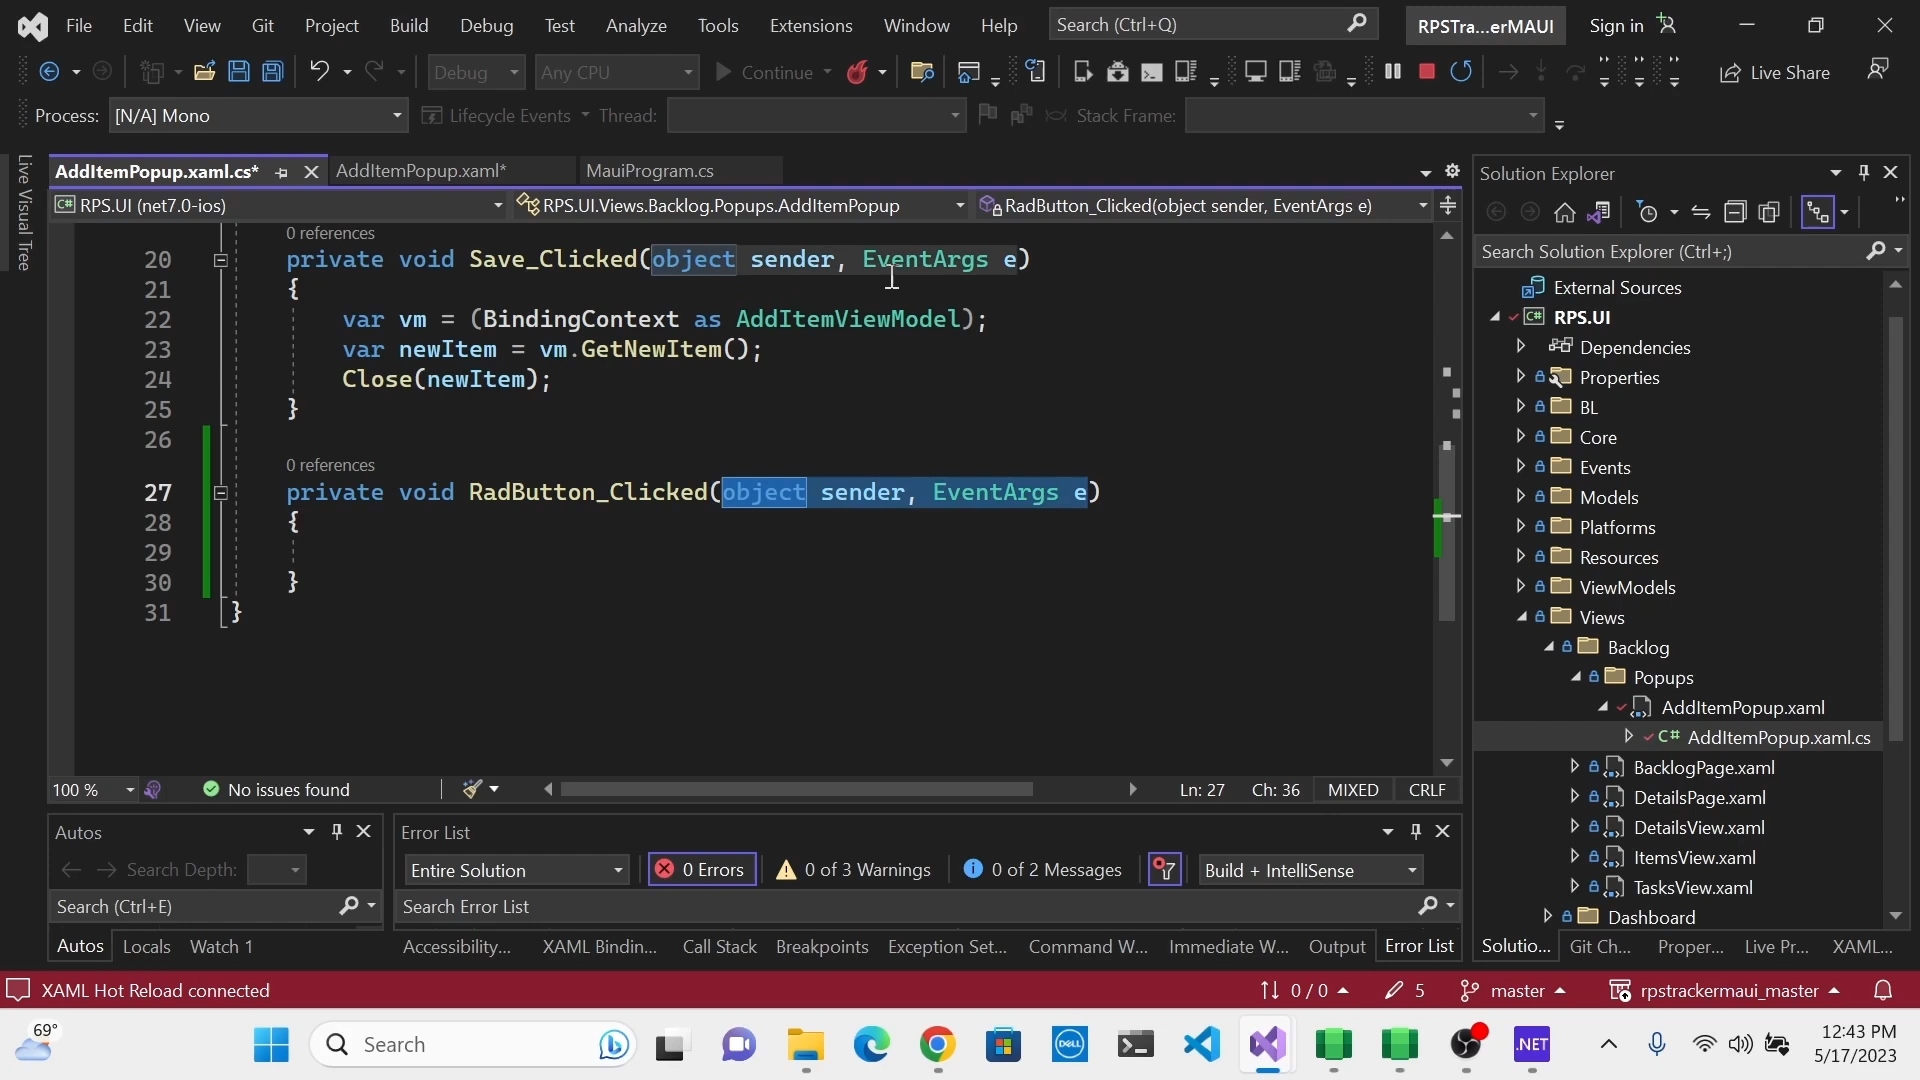 File Edit View Git Project Build Debug Test Analyze Tools Extensions Window Help Search (Ctrl+Q) RPSTra...erMAUI Sign in
Debug Any CPU Continue Live Share
Process: [N/A] Mono Lifecycle Events Thread: Stack Frame:
Live Visual Tree
AddItemPopup.xaml.cs* AddItemPopup.xaml* MauiProgram.cs
RPS.UI (net7.0-ios) RPS.UI.Views.Backlog.Popups.AddItemPopup RadButton_Clicked(object sender, EventArgs e)
0 references
20 private void Save_Clicked(object sender, EventArgs e)
21 {
22 var vm = (BindingContext as AddItemViewModel);
23 var newItem = vm.GetNewItem();
24 Close(newItem);
25 }
26
0 references
27 private void RadButton_Clicked(object sender, EventArgs e)
28 {
29
30 }
31 }
100 % No issues found Ln: 27 Ch: 36 MIXED CRLF
Autos
Search Depth:
Search (Ctrl+E)
Autos Locals Watch 1
Error List
Entire Solution 0 Errors 0 of 3 Warnings 0 of 2 Messages Build + IntelliSense
Search Error List
Accessibility... XAML Bindin... Call Stack Breakpoints Exception Set... Command W... Immediate W... Output Error List
Solution Explorer
Search Solution Explorer (Ctrl+;)
External Sources
C# RPS.UI
Dependencies
Properties
BL
Core
Events
Models
Platforms
Resources
ViewModels
Views
Backlog
Popups
AddItemPopup.xaml
C# AddItemPopup.xaml.cs
BacklogPage.xaml
DetailsPage.xaml
DetailsView.xaml
ItemsView.xaml
TasksView.xaml
Dashboard
Solutio... Git Ch... Proper... Live Pr... XAML...
XAML Hot Reload connected 0 / 0 5 master rpstrackermaui_master
69° Search DELL .NET 12:43 PM
5/17/2023